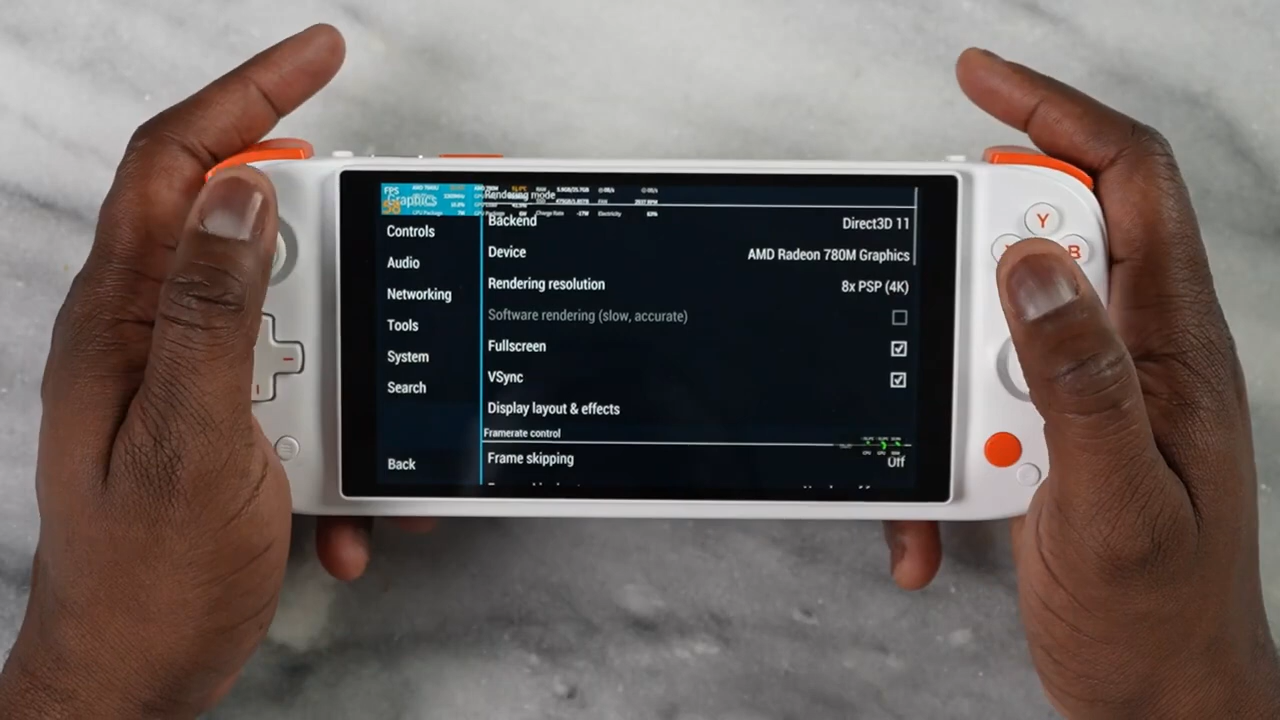 FPS
Graphics
Controls
Audio
Networking
Tools
System
Search
Back
Rendering mode
Backend
Direct3D 11
Device
AMD Radeon 780M Graphics
Rendering resolution
8x PSP (4K)
Software rendering (slow, accurate)
Fullscreen
VSync
Display layout & effects
Framerate control
Frame skipping
Off
Y
B